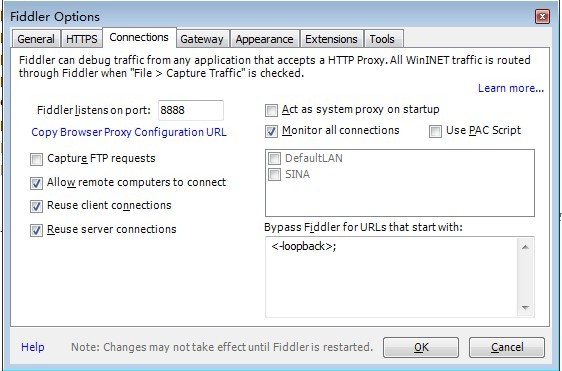 Fiddler Options
General HTTPS Connections Gateway Appearance Extensions Tools
Fiddler can debug traffic from any application that accepts a HTTP Proxy. All WinINET traffic is routed
through Fiddler when "File > Capture Traffic" is checked.
Learn more...
Fiddler listens on port: 8888
Copy Browser Proxy Configuration URL
Capture FTP requests
Allow remote computers to connect
Reuse client connections
Reuse server connections
Act as system proxy on startup
Monitor all connections Use PAC Script
DefaultLAN
SINA
Bypass Fiddler for URLs that start with:
<-loopback>;
Help Note: Changes may not take effect until Fiddler is restarted. OK Cancel